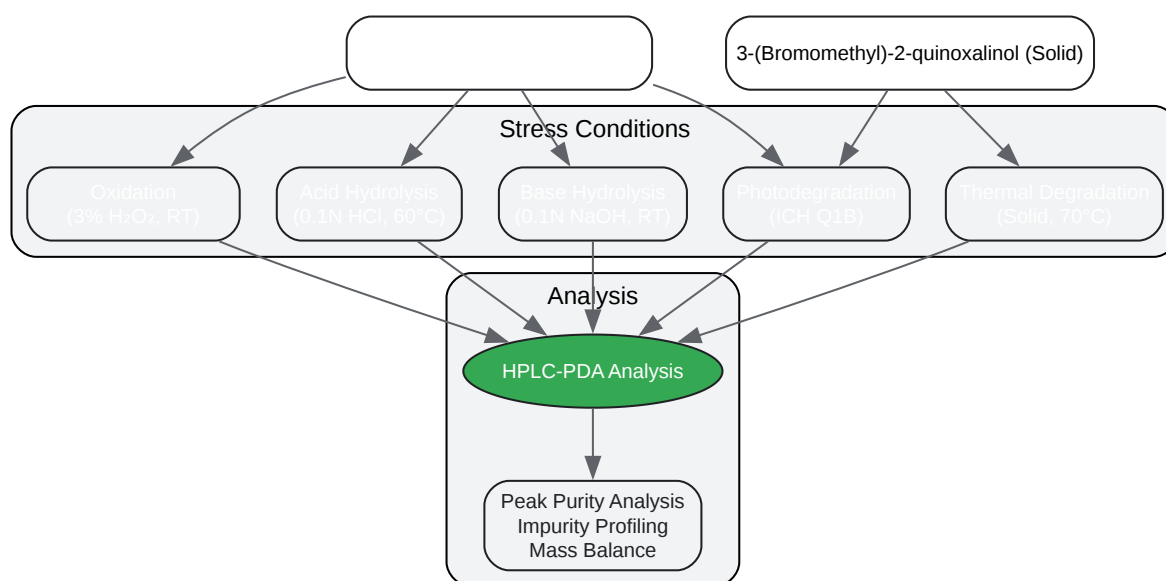 3-(Bromomethyl)-2-quinoxalinol (Solid)
Stress Conditions
Oxidation
(3% H₂O₂, RT)
Acid Hydrolysis
(0.1N HCl, 60°C)
Base Hydrolysis
(0.1N NaOH, RT)
Photodegradation
(ICH Q1B)
Thermal Degradation
(Solid, 70°C)
Analysis
HPLC-PDA Analysis
Peak Purity Analysis
Impurity Profiling
Mass Balance